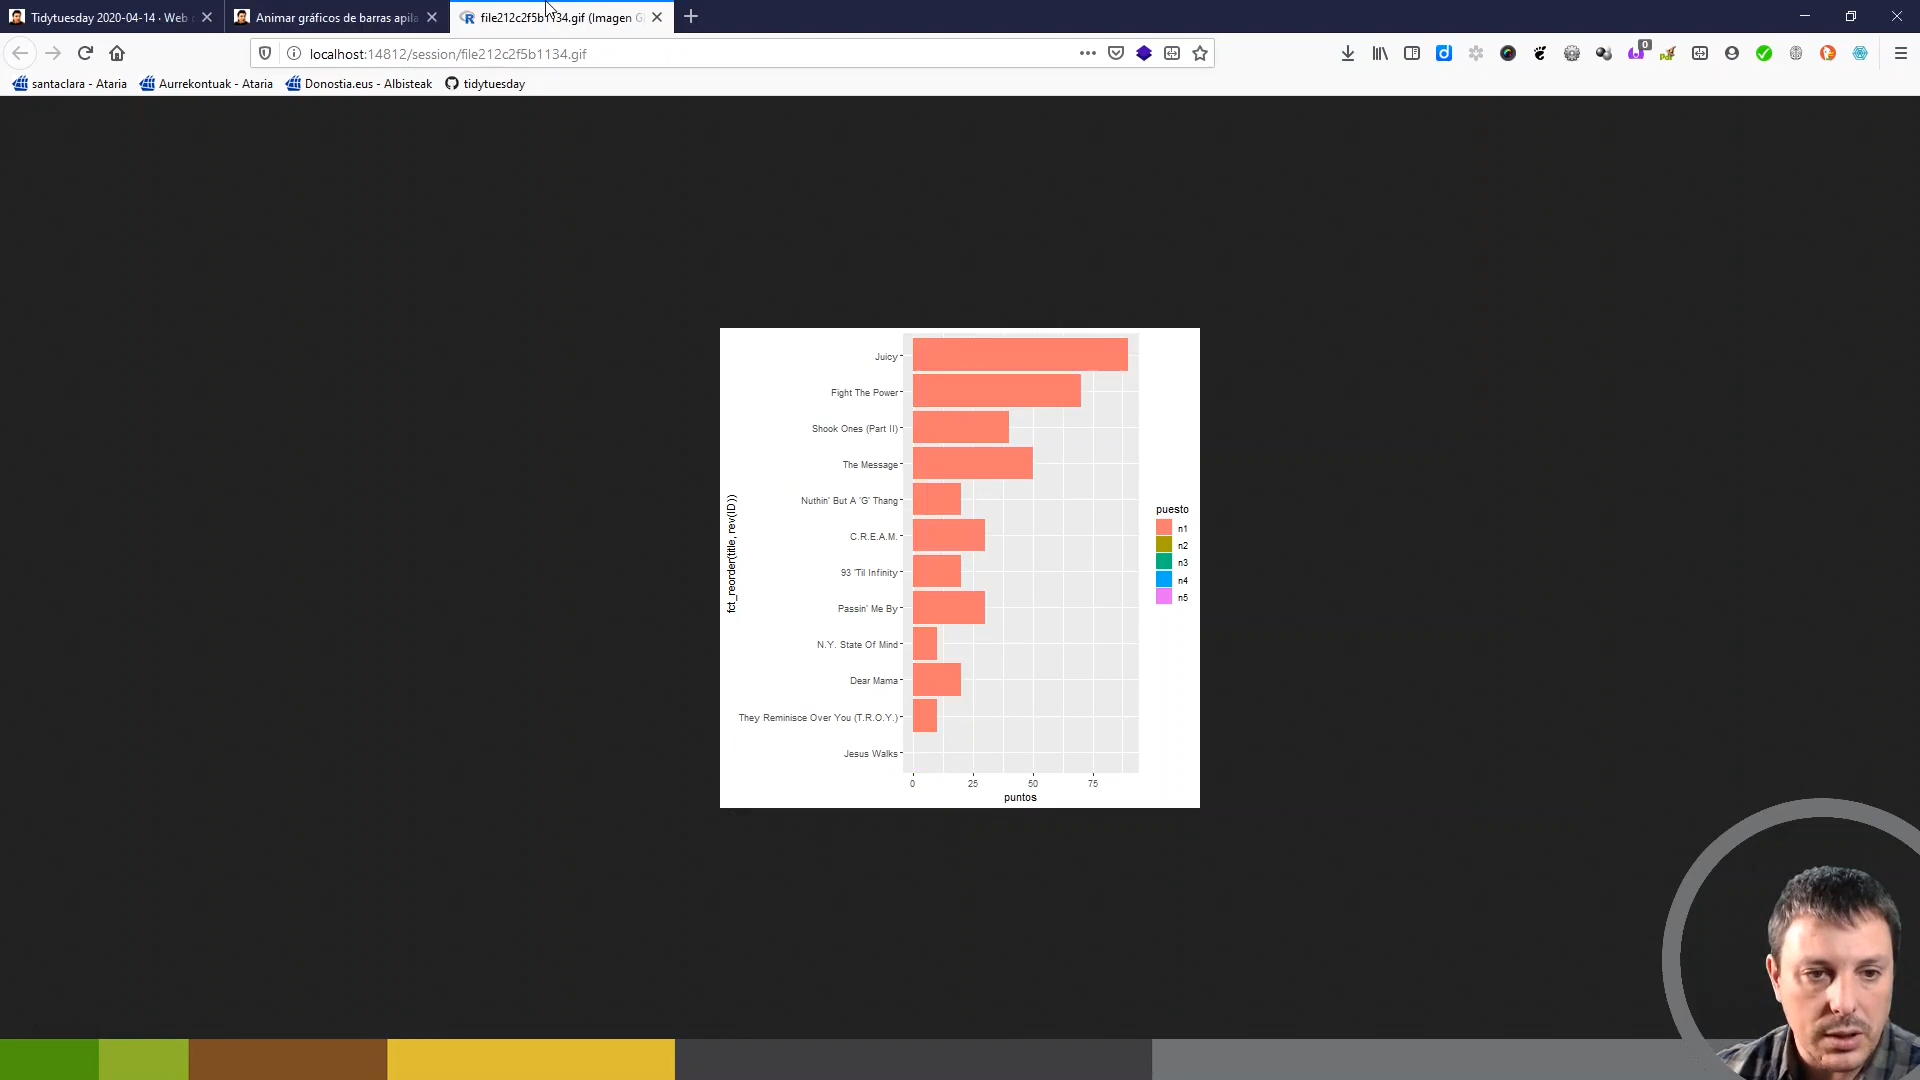 Tidytuesday 2020-04-14 · Web
Animar gráficos de barras apila
file212c2f5b1134.gif (Imagen G
localhost:14812/session/file212c2f5b1134.gif
0
santaclara - Ataria
Aurrekontuak - Ataria
Donostia.eus - Albisteak
tidytuesday
Juicy
Fight The Power
Shook Ones (Part II)
The Message
Nuthin' But A 'G' Thang
C.R.E.A.M.
93 'Til Infinity
Passin' Me By
N.Y. State Of Mind
Dear Mama
They Reminisce Over You (T.R.O.Y.)
Jesus Walks
fct_reorder(title, rev(ID))
0 25 50 75
puntos
puesto
n1
n2
n3
n4
n5